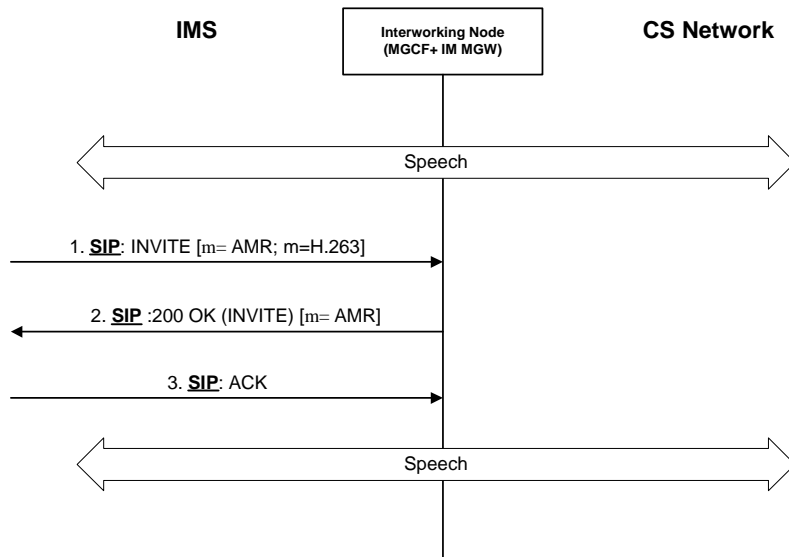 IMS
Interworking Node
(MGCF+ IM MGW)
CS Network
Speech
1. SIP: INVITE [m= AMR; m=H.263]
2. SIP :200 OK (INVITE) [m= AMR]
3. SIP: ACK
Speech